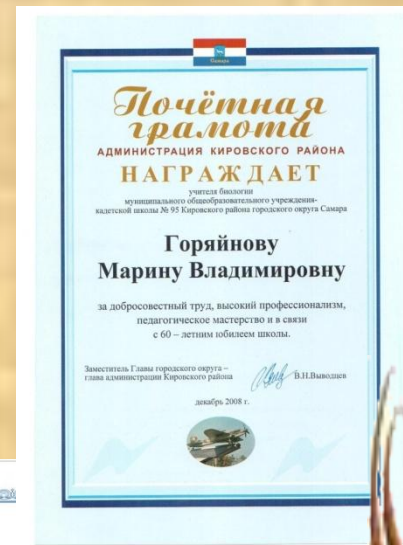 Самара
Почётная
грамота
АДМИНИСТРАЦИЯ КИРОВСКОГО РАЙОНА
НАГРАЖДАЕТ
учителя биологии
муниципального общеобразовательного учреждения-
кадетской школы № 95 Кировского района городского округа Самара
Горяйнову
Марину Владимировну
за добросовестный труд, высокий профессионализм,
педагогическое мастерство и в связи
с 60 – летним юбилеем школы.
Заместитель Главы городского округа –
глава администрации Кировского района
В.Н.Выводцев
декабрь 2008 г.